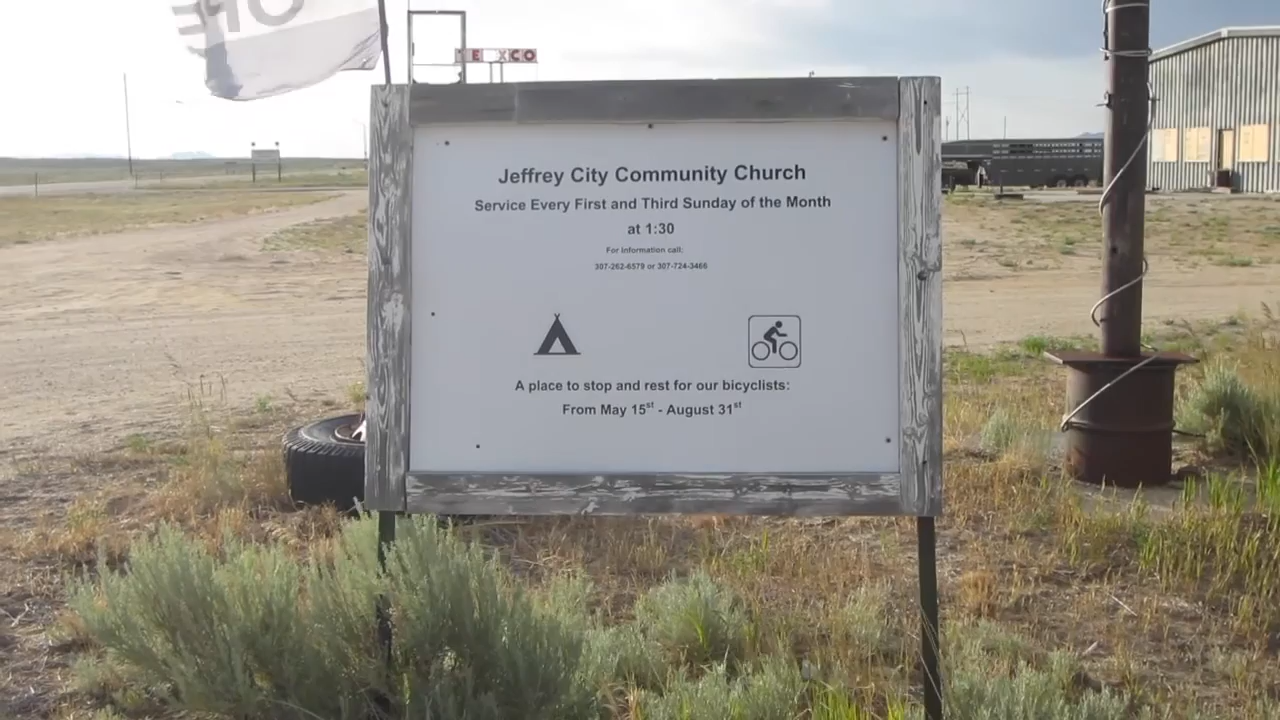 OPE
TEXCO
Jeffrey City Community Church
Service Every First and Third Sunday of the Month
at 1:30
For Information call;
307-262-6579 or 307-724-3466
A place to stop and rest for our bicyclists:
From May 15st - August 31st